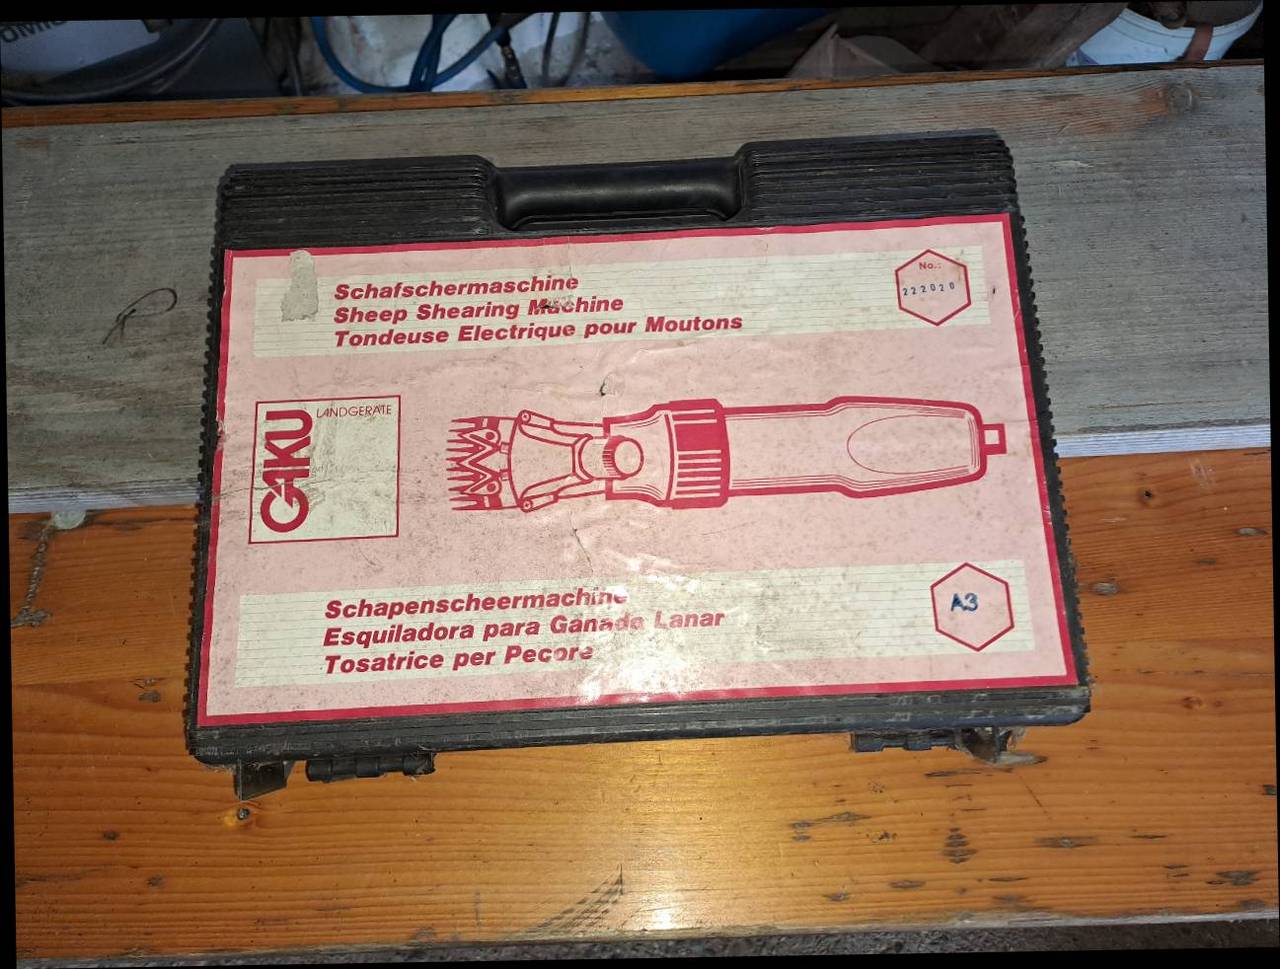 Schafschermaschine
Sheep Shearing Machine
Tondeuse Electrique pour Moutons
No.:
222020
GAKU
LANDGERÄTE
Schapenscheermachine
Esquiladora para Ganado Lanar
Tosatrice per Pecore
A3